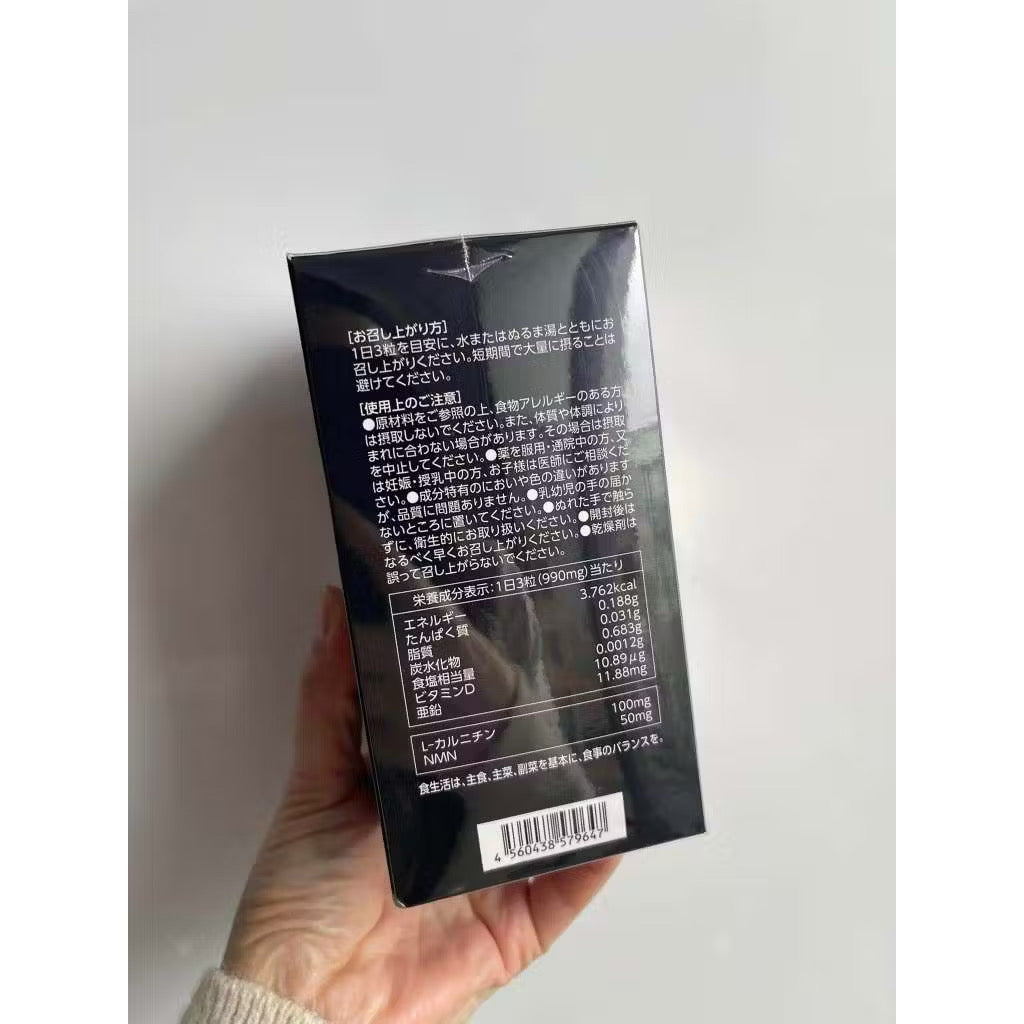 [お召し上がり方]
1日3粒を目安に、水またはぬるま湯とともにお
召し上がりください。短期間で大量に摂ることは
避けてください。
[使用上のご注意]
●原材料をご参照の上、食物アレルギーのある方
は摂取しないでください。また、体質や体調により
まれに合わない場合があります。その場合は摂取
を中止してください。●薬を服用・通院中の方、又
は妊娠・授乳中の方、お子様は医師にご相談くだ
さい。●成分特有のにおいや色の違いがあります
が、品質に問題ありません。●乳幼児の手の届か
ないところに置いてください。●ぬれた手で触ら
ずに、衛生的にお取り扱いください。●開封後は
なるべく早くお召し上がりください。●乾燥剤は
誤って召し上がらないでください。
栄養成分表示:1日3粒(990mg)当たり
エネルギー 3.762kcal
たんぱく質 0.188g
脂質 0.031g
炭水化物 0.683g
食塩相当量 0.0012g
ビタミンD 10.89μg
亜鉛 11.88mg
L-カルニチン 100mg
NMN 50mg
食生活は、主食、主菜、副菜を基本に、食事のバランスを。
4 560438 579647